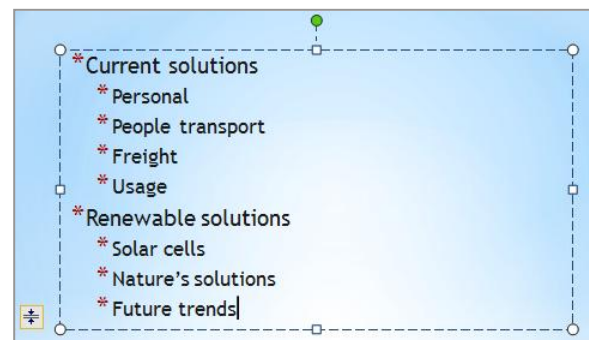 *Current solutions
*Personal
*People transport
*Freight
*Usage
*Renewable solutions
*Solar cells
*Nature's solutions
*Future trends